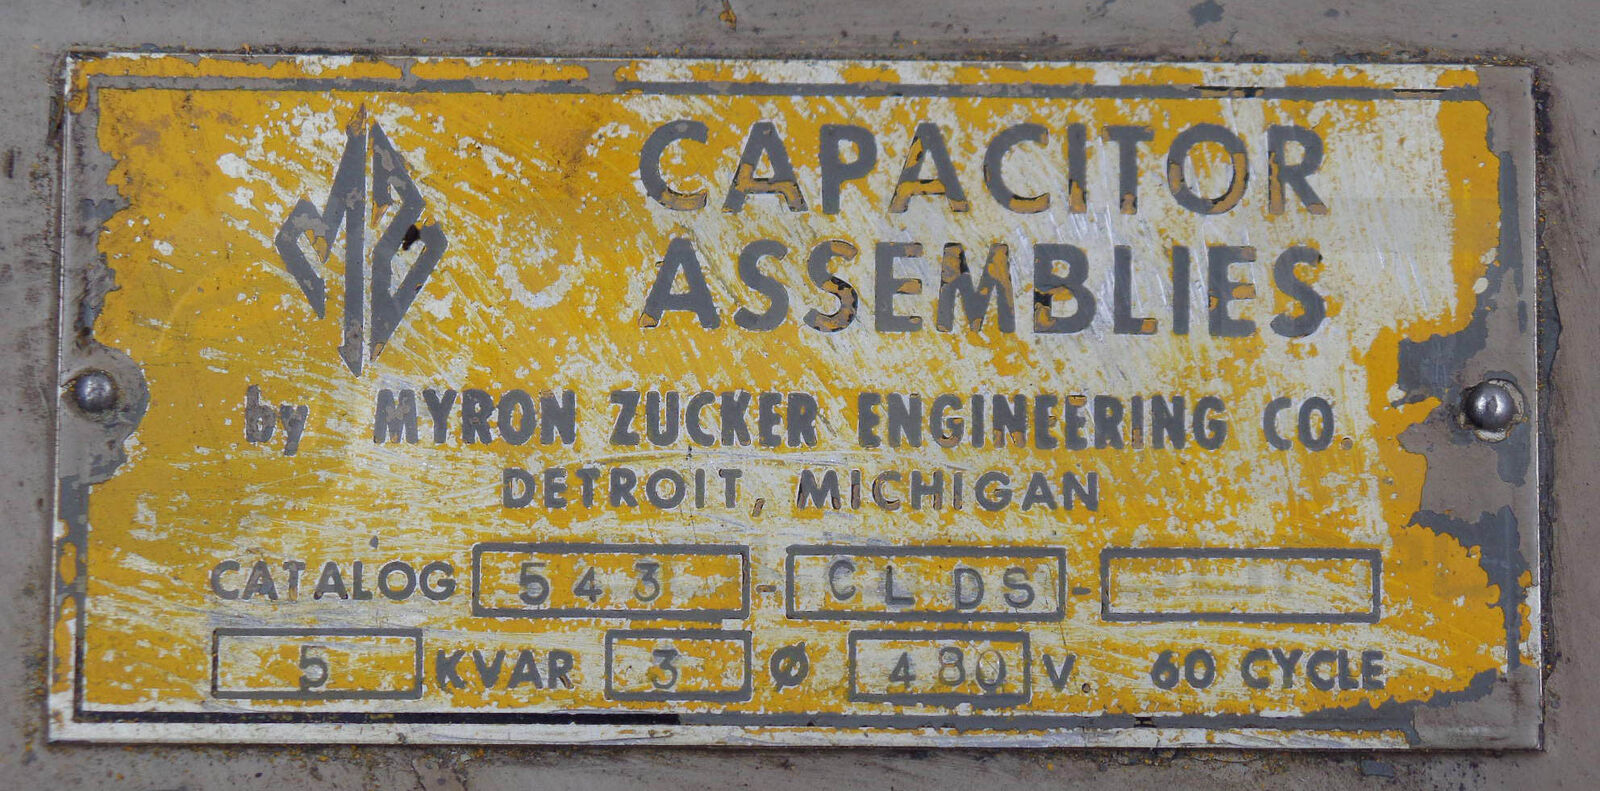 CAPACITOR
ASSEMBLIES
by MYRON ZUCKER ENGINEERING CO.
DETROIT, MICHIGAN
CATALOG 543 - CLDS -
5 KVAR 3 Ø 480 V. 60 CYCLE